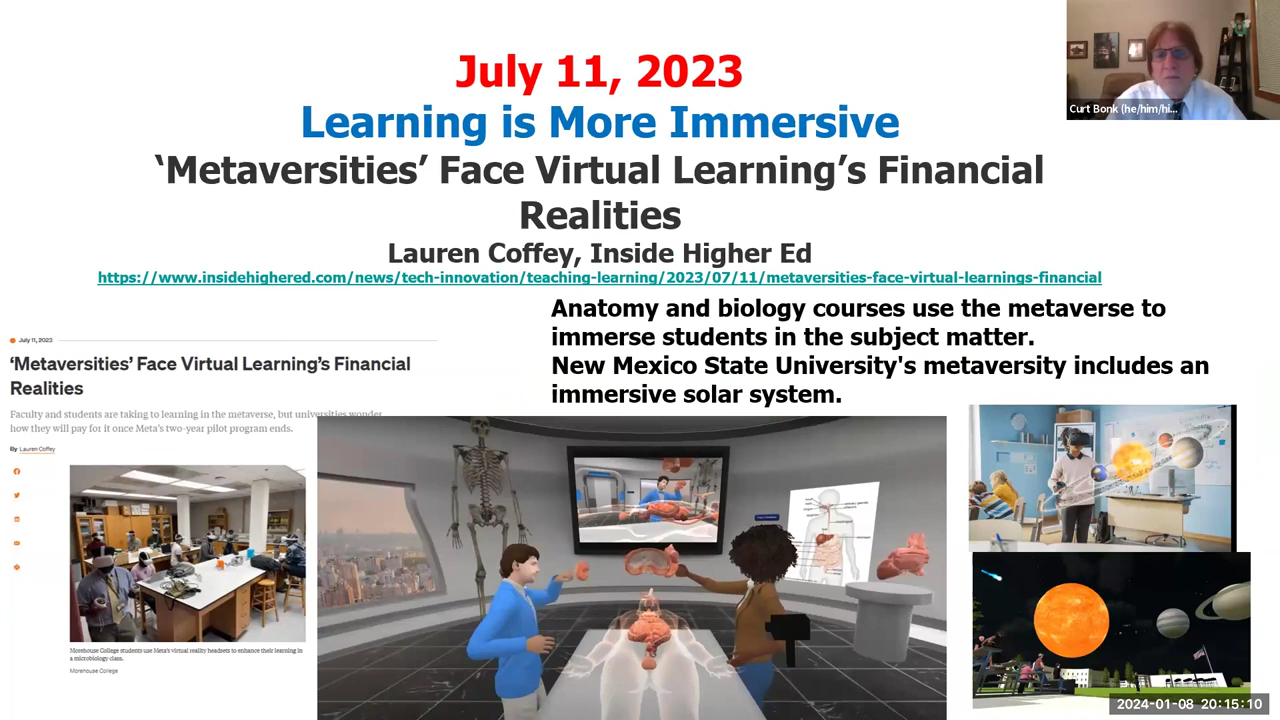 July 11, 2023
Learning is More Immersive
‘Metaversities’ Face Virtual Learning’s Financial
Realities
Lauren Coffey, Inside Higher Ed
https://www.insidehighered.com/news/tech-innovation/teaching-learning/2023/07/11/metaversities-face-virtual-learnings-financial
Curt Bonk (he/him/hi...
Anatomy and biology courses use the metaverse to
immerse students in the subject matter.
New Mexico State University's metaversity includes an
immersive solar system.
July 11, 2023
‘Metaversities’ Face Virtual Learning’s Financial
Realities
Faculty and students are taking to learning in the metaverse, but universities wonder
how they will pay for it once Meta’s two-year pilot program ends.
By Lauren Coffey
Morehouse College students use Meta's virtual reality headsets to enhance their learning in
a microbiology class.
Morehouse College
2024-01-08 20:15:10